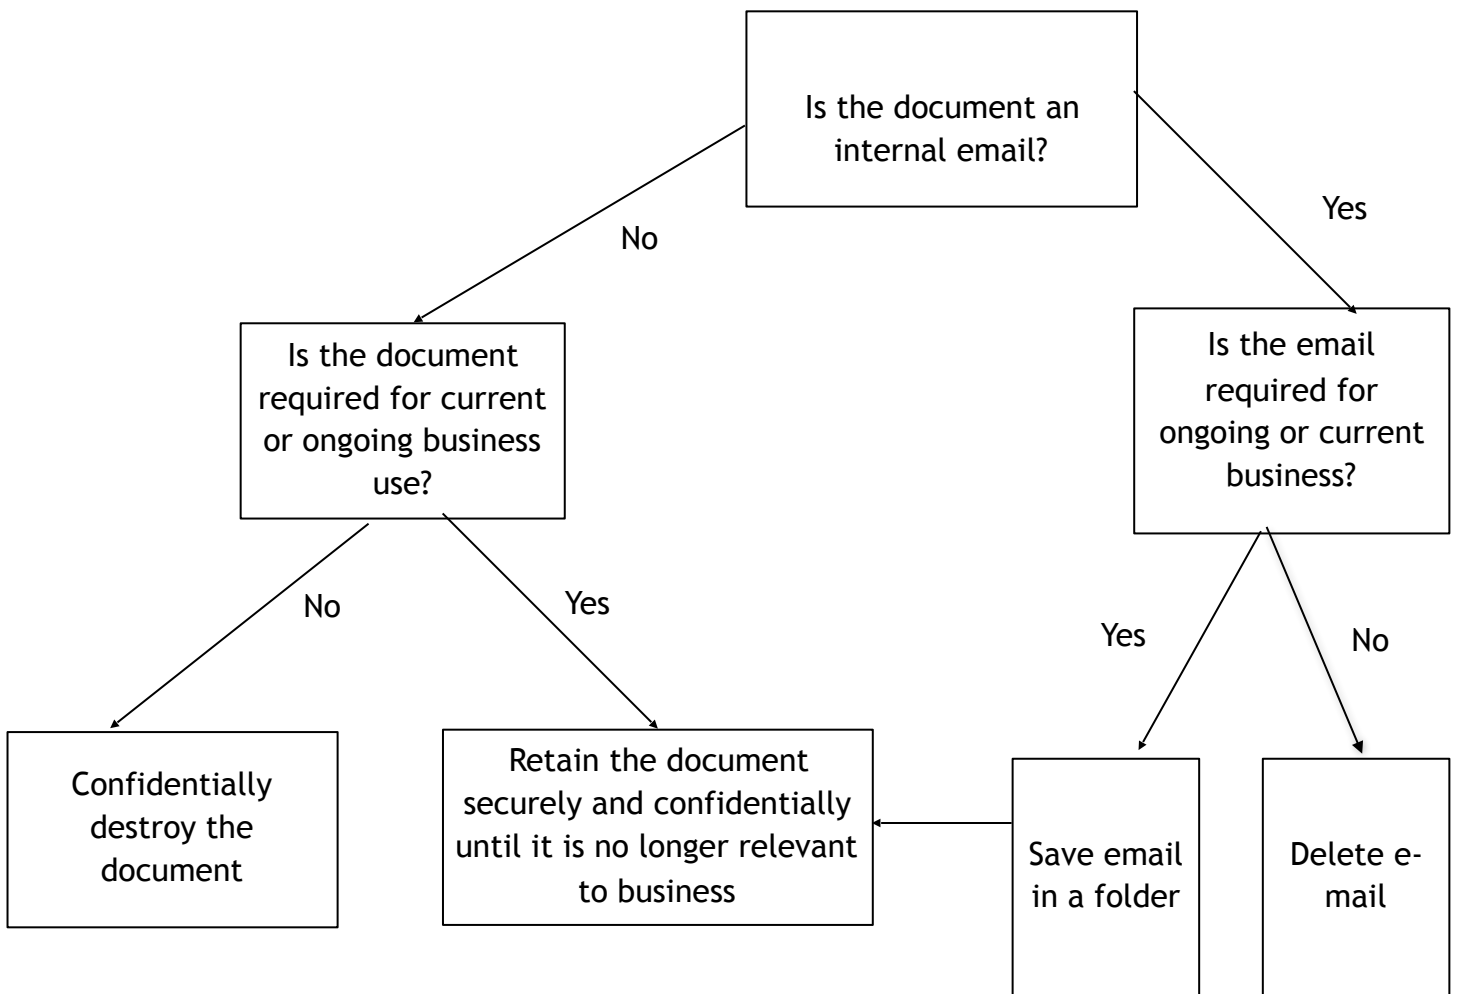 Is the document an
internal email?
No
Yes
Is the document
required for current
or ongoing business
use?
Is the email
required for
ongoing or current
business?
No
Yes
Yes
No
Confidentially
destroy the
document
Retain the document
securely and confidentially
until it is no longer relevant
to business
Save email
in a folder
Delete e-
mail